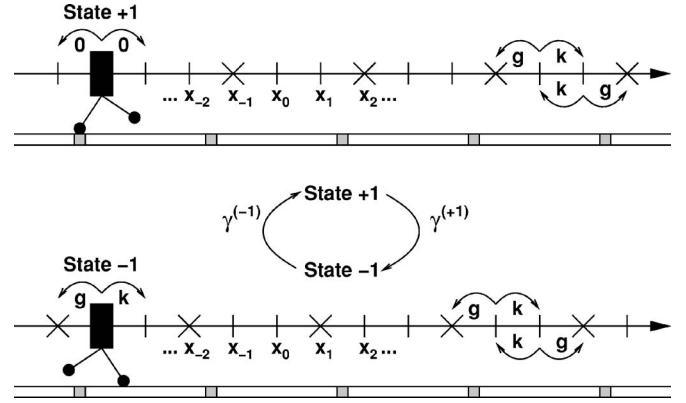 State +1
0 0
g k
... x₋₂ x₋₁ x₀ x₁ x₂ ...
k g
State +1
γ⁽⁻¹⁾ γ⁽⁺¹⁾
State −1
State −1
g k
g k
... x₋₂ x₋₁ x₀ x₁ x₂ ...
k g